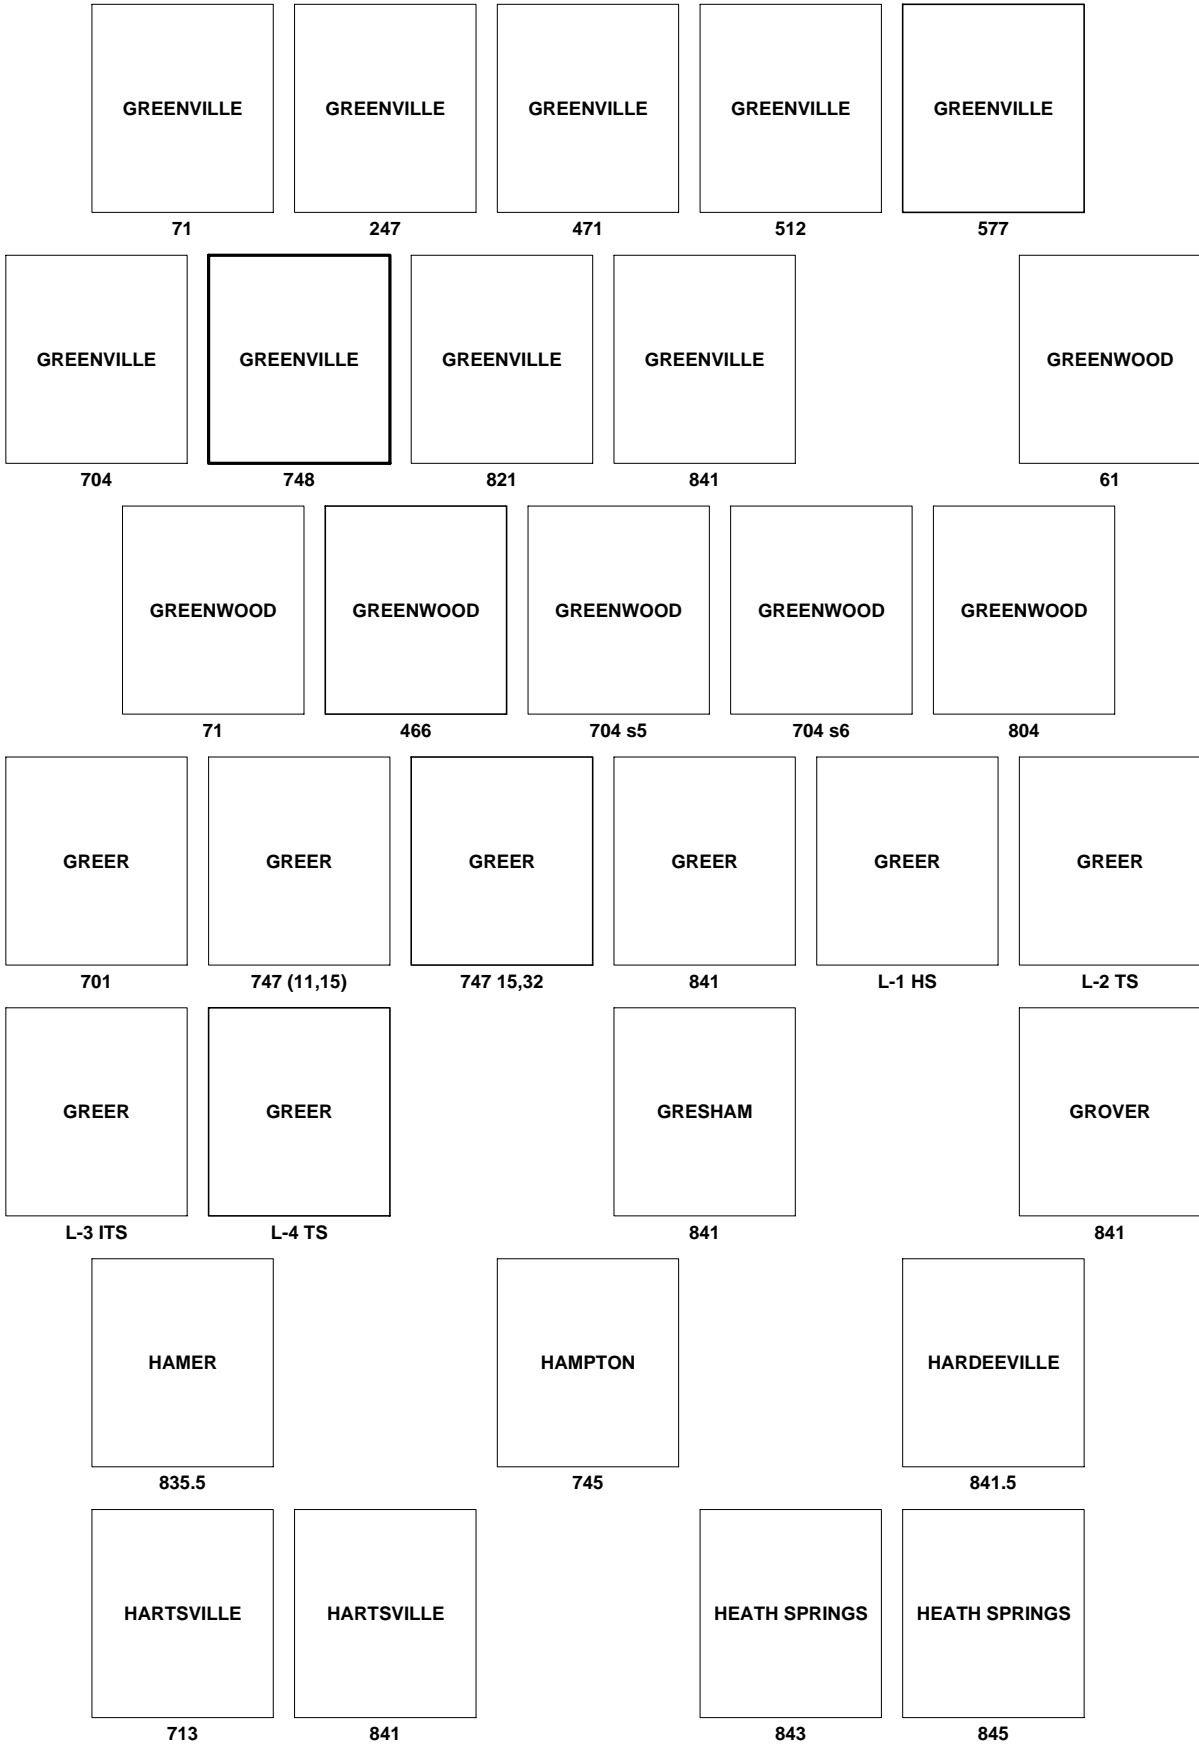 GREENVILLE GREENVILLE GREENVILLE GREENVILLE GREENVILLE
71 247 471 512 577
GREENVILLE GREENVILLE GREENVILLE GREENVILLE GREENWOOD
704 748 821 841 61
GREENWOOD GREENWOOD GREENWOOD GREENWOOD GREENWOOD
71 466 704 s5 704 s6 804
GREER GREER GREER GREER GREER GREER
701 747 (11,15) 747 15,32 841 L-1 HS L-2 TS
GREER GREER GRESHAM GROVER
L-3 ITS L-4 TS 841 841
HAMER HAMPTON HARDEEVILLE
835.5 745 841.5
HARTSVILLE HARTSVILLE HEATH SPRINGS HEATH SPRINGS
713 841 843 845